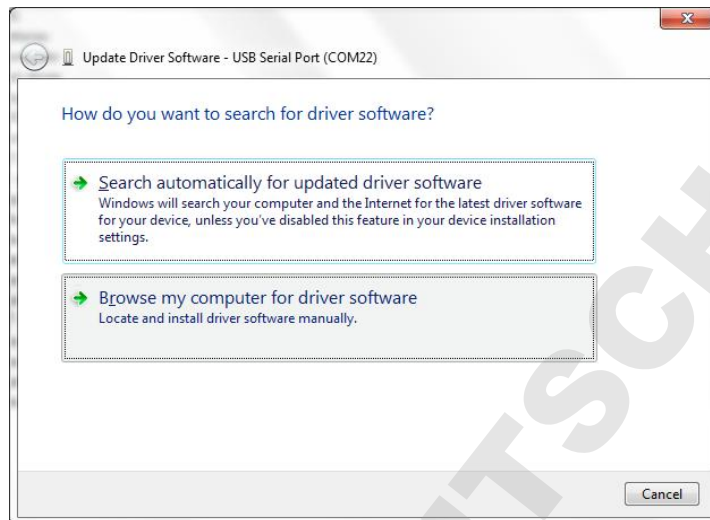 Update Driver Software - USB Serial Port (COM22)
How do you want to search for driver software?
Search automatically for updated driver software
Windows will search your computer and the Internet for the latest driver software
for your device, unless you've disabled this feature in your device installation
settings.
Browse my computer for driver software
Locate and install driver software manually.
Cancel